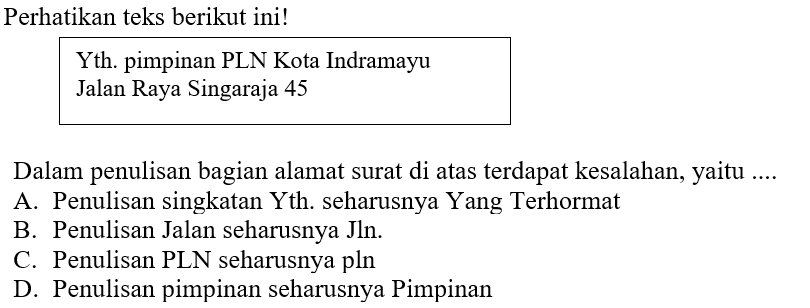 Perhatikan teks berikut ini!
Yth. pimpinan PLN Kota Indramayu
Jalan Raya Singaraja 45
Dalam penulisan bagian alamat surat di atas terdapat kesalahan, yaitu ....
A. Penulisan singkatan Yth. seharusnya Yang Terhormat
B. Penulisan Jalan seharusnya Jln.
C. Penulisan PLN seharusnya pln
D. Penulisan pimpinan seharusnya Pimpinan